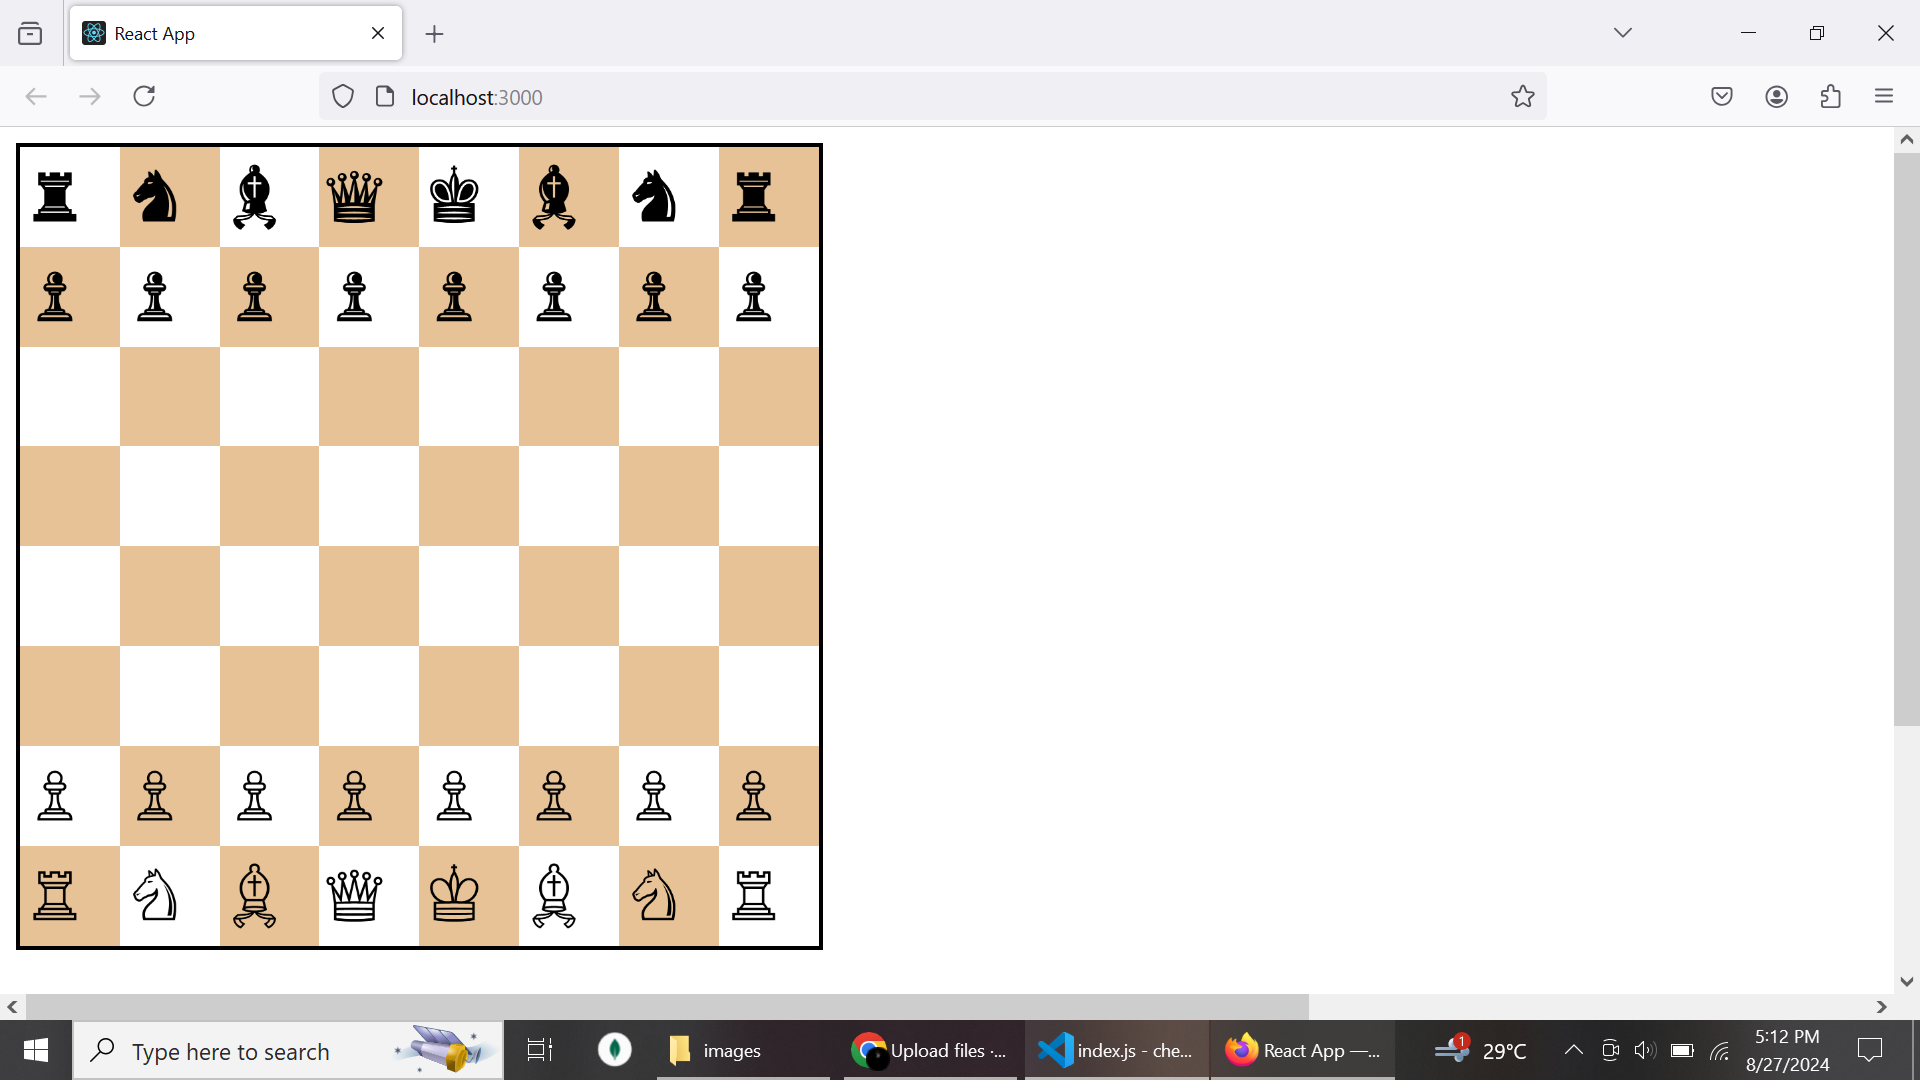 React App
localhost:3000
Type here to search
images
Upload files ·...
index.js - che...
React App —...
1
29°C
5:12 PM
8/27/2024